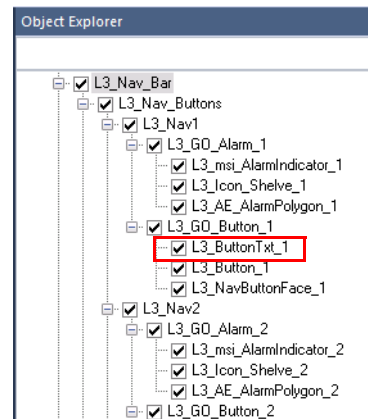 Object Explorer
L3_Nav_Bar
L3_Nav_Buttons
L3_Nav1
L3_GO_Alarm_1
L3_msi_AlarmIndicator_1
L3_Icon_Shelve_1
L3_AE_AlarmPolygon_1
L3_GO_Button_1
L3_ButtonTxt_1
L3_Button_1
L3_NavButtonFace_1
L3_Nav2
L3_GO_Alarm_2
L3_msi_AlarmIndicator_2
L3_Icon_Shelve_2
L3_AE_AlarmPolygon_2
L3_GO_Button_2